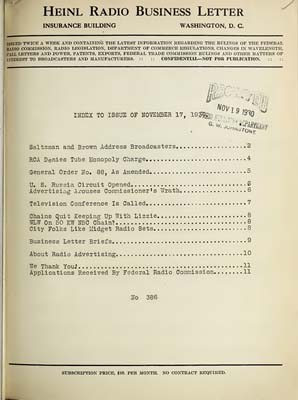 HEINL RADIO BUSINESS LETTER
INSURANCE BUILDING WASHINGTON, D. C.
ISSUED TWICE A WEEK AND CONTAINING THE LATEST INFORMATION REGARDING THE RULINGS OF THE FEDERAL
RADIO COMMISSION, RADIO LEGISLATION, DEPARTMENT OF COMMERCE REGULATIONS, CHANGES IN WAVELENGTH,
CALL LETTERS AND POWER, PATENTS, EXPORTS, FEDERAL TRADE COMMISSION RULINGS AND OTHER MATTERS OF
INTEREST TO BROADCASTERS AND MANUFACTURERS. :: :: CONFIDENTIAL—NOT FOR PUBLICATION. :: ::
NOV 19 1930
INDEX TO ISSUE OF NOVEMBER 17,
G. W. JOHNSTONE
Saltzman and Brown Address Broadcasters...............2
RCA Denies Tube Monopoly Charge.......................4
General Order No. 88, As Amended......................5
U. S. Russia Circuit Opened...........................6
Advertising Arouses Commissioner's Wrath..............6
Television Conference Is Called.......................7
Chains Quit Keeping Up With Lizzie....................8
WLW On 50 KW NBC Chain?...............................8
City Folks Like Midget Radio Sets.....................8
Business Letter Briefs................................9
About Radio Advertising..............................10
We Thank You!........................................11
Applications Received By Federal Radio Commission....11
No 386
SUBSCRIPTION PRICE, $10. PER MONTH. NO CONTRACT REQUIRED.